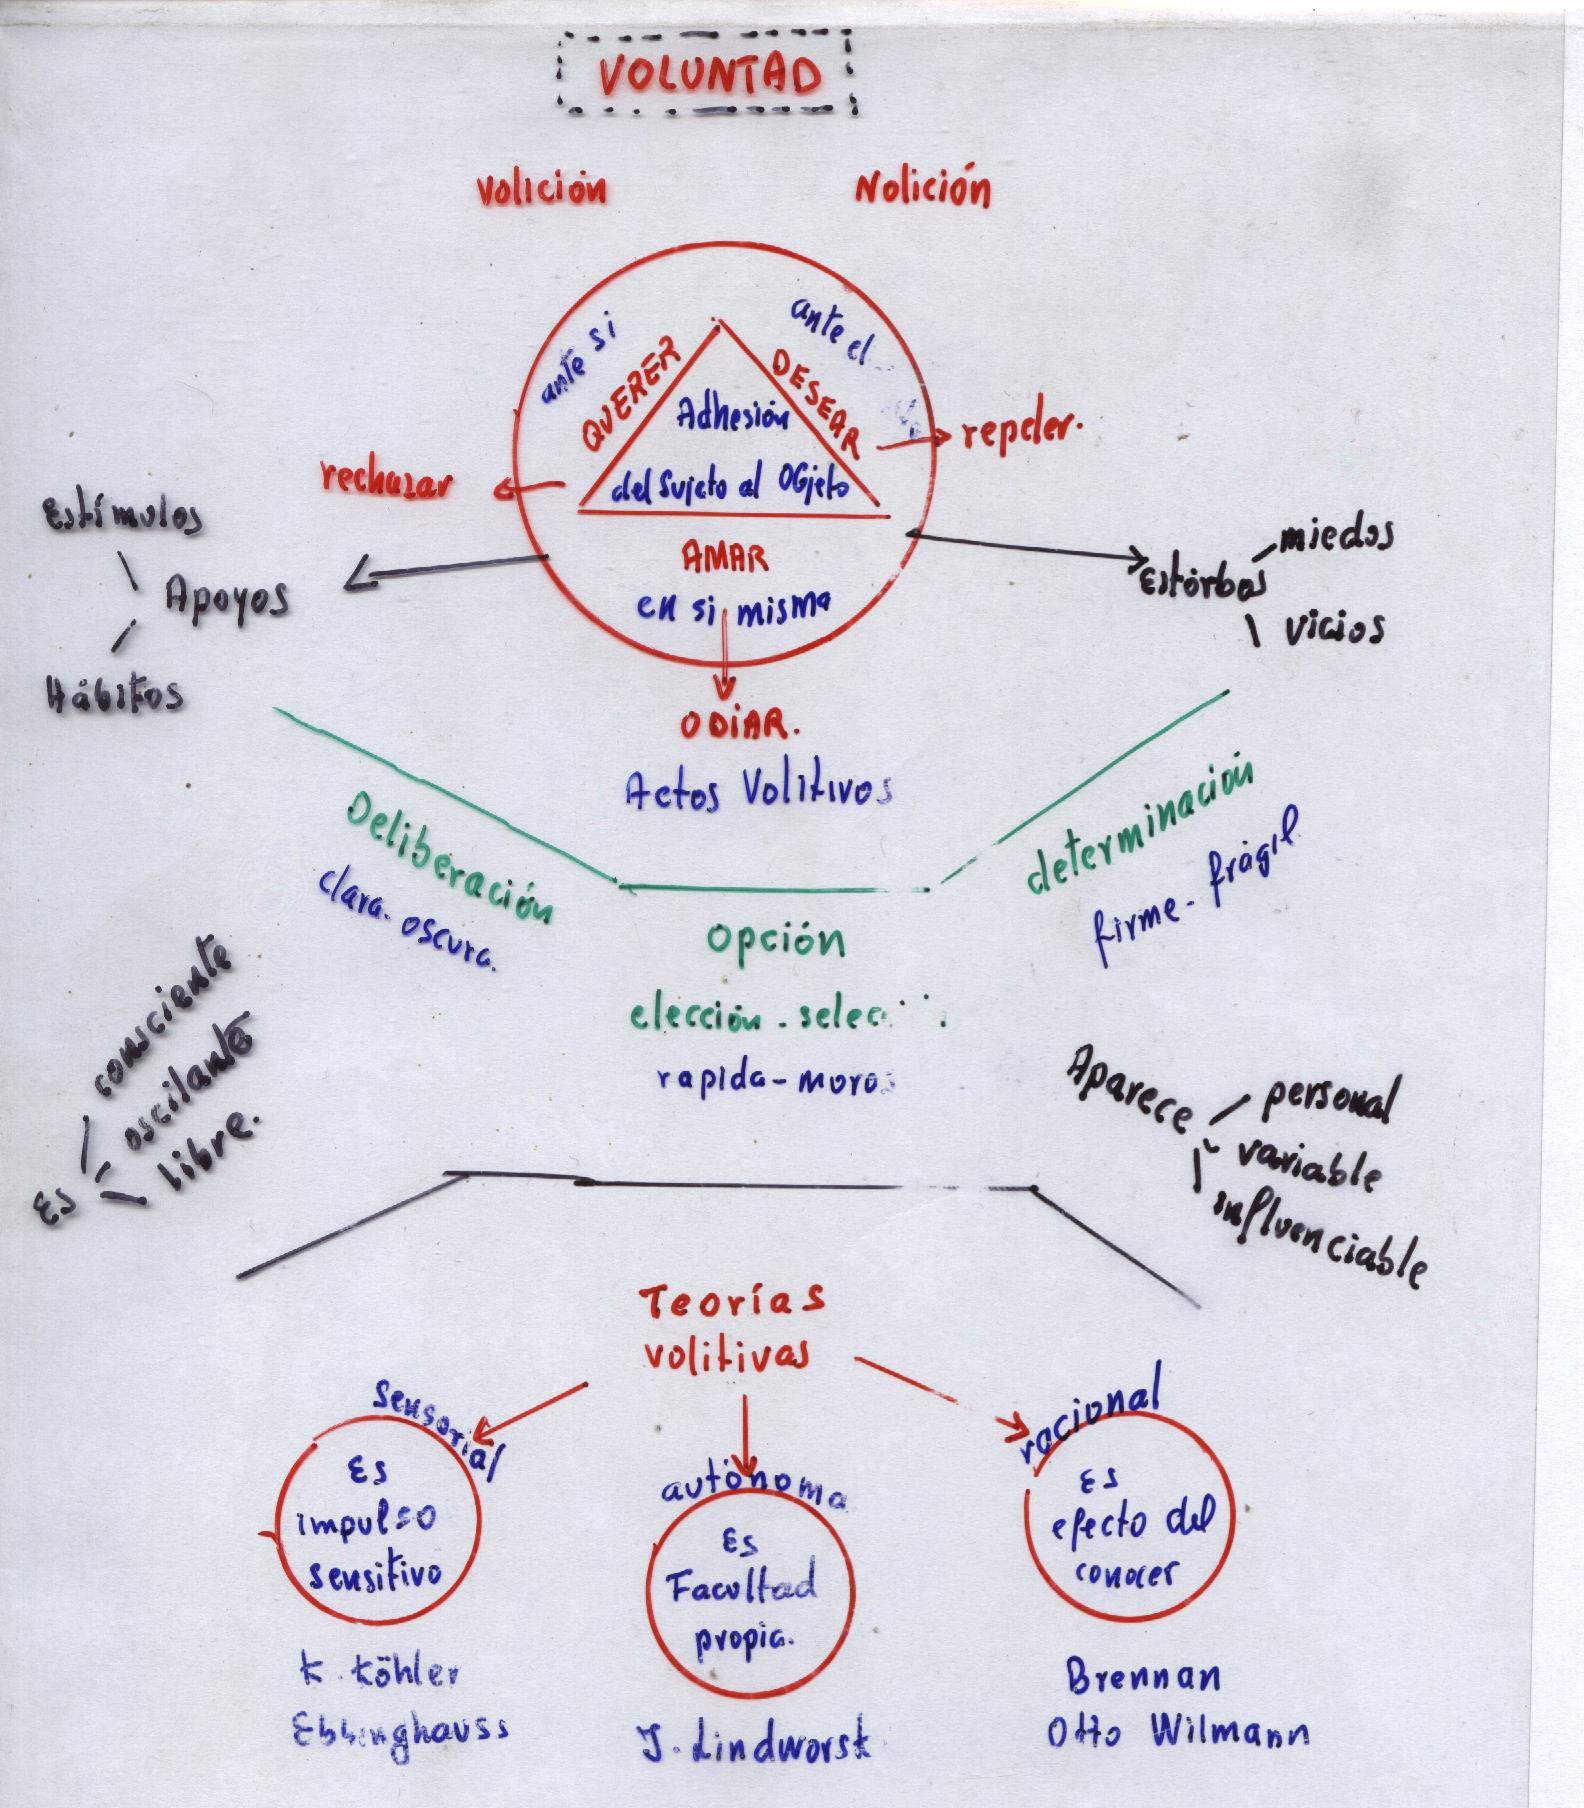 VOLUNTAD
Volición
Nolición
ante si
ante el
QUERER
DESEAR
Adhesión
del Sujeto al Objeto
repeler.
rechazar
AMAR
en si misma
Estímulos
Apoyos
Hábitos
Estórbos
miedos
vicios
ODIAR.
Actos Volitivos
Deliberación
clara - oscura.
determinación
firme - frágil
Opción
elección - selec
rapida - moros
Es
consciente
oscilante
libre.
Aparece
personal
variable
influenciable
Teorías
volitivas
Sensorial
Es
impulso
sensitivo
K. Köhler
Ebbinghauss
autónoma
Es
Facultad
propia.
J. Lindworsk
racional
Es
efecto del
conocer
Brennan
Otto Wilmann